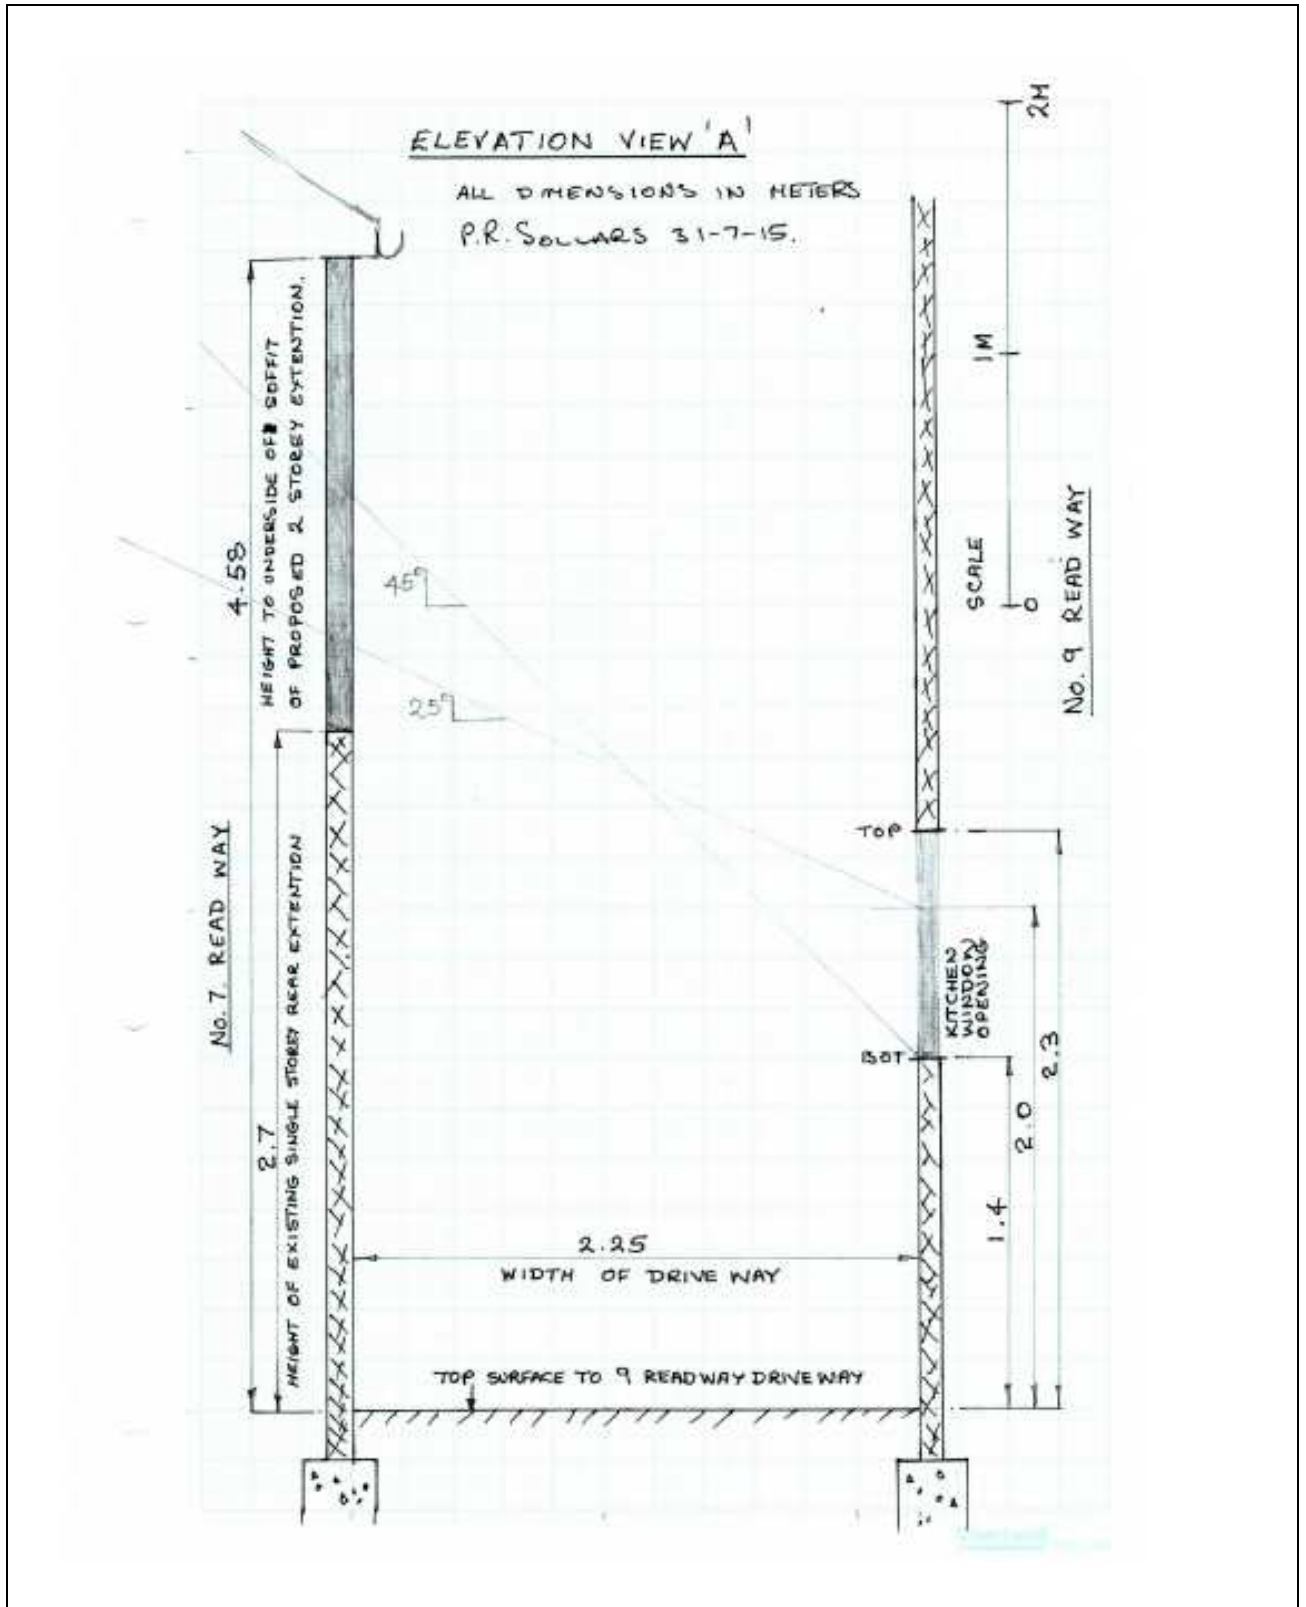 ELEVATION VIEW 'A'
ALL DIMENSIONS IN METERS
P.R. SOLLARS 31-7-15.
2M
1M
SCALE
0
No. 9 READ WAY
4.58
HEIGHT TO UNDERSIDE OF SOFFIT
OF PROPOSED 2 STOREY EXTENTION.
45°
25°
No. 7 READ WAY
2.7
HEIGHT OF EXISTING SINGLE STOREY REAR EXTENTION
TOP
KITCHEN
WINDOW
OPENING
BOT
1.4
2.0
2.3
2.25
WIDTH OF DRIVE WAY
TOP SURFACE TO 9 READ WAY DRIVE WAY